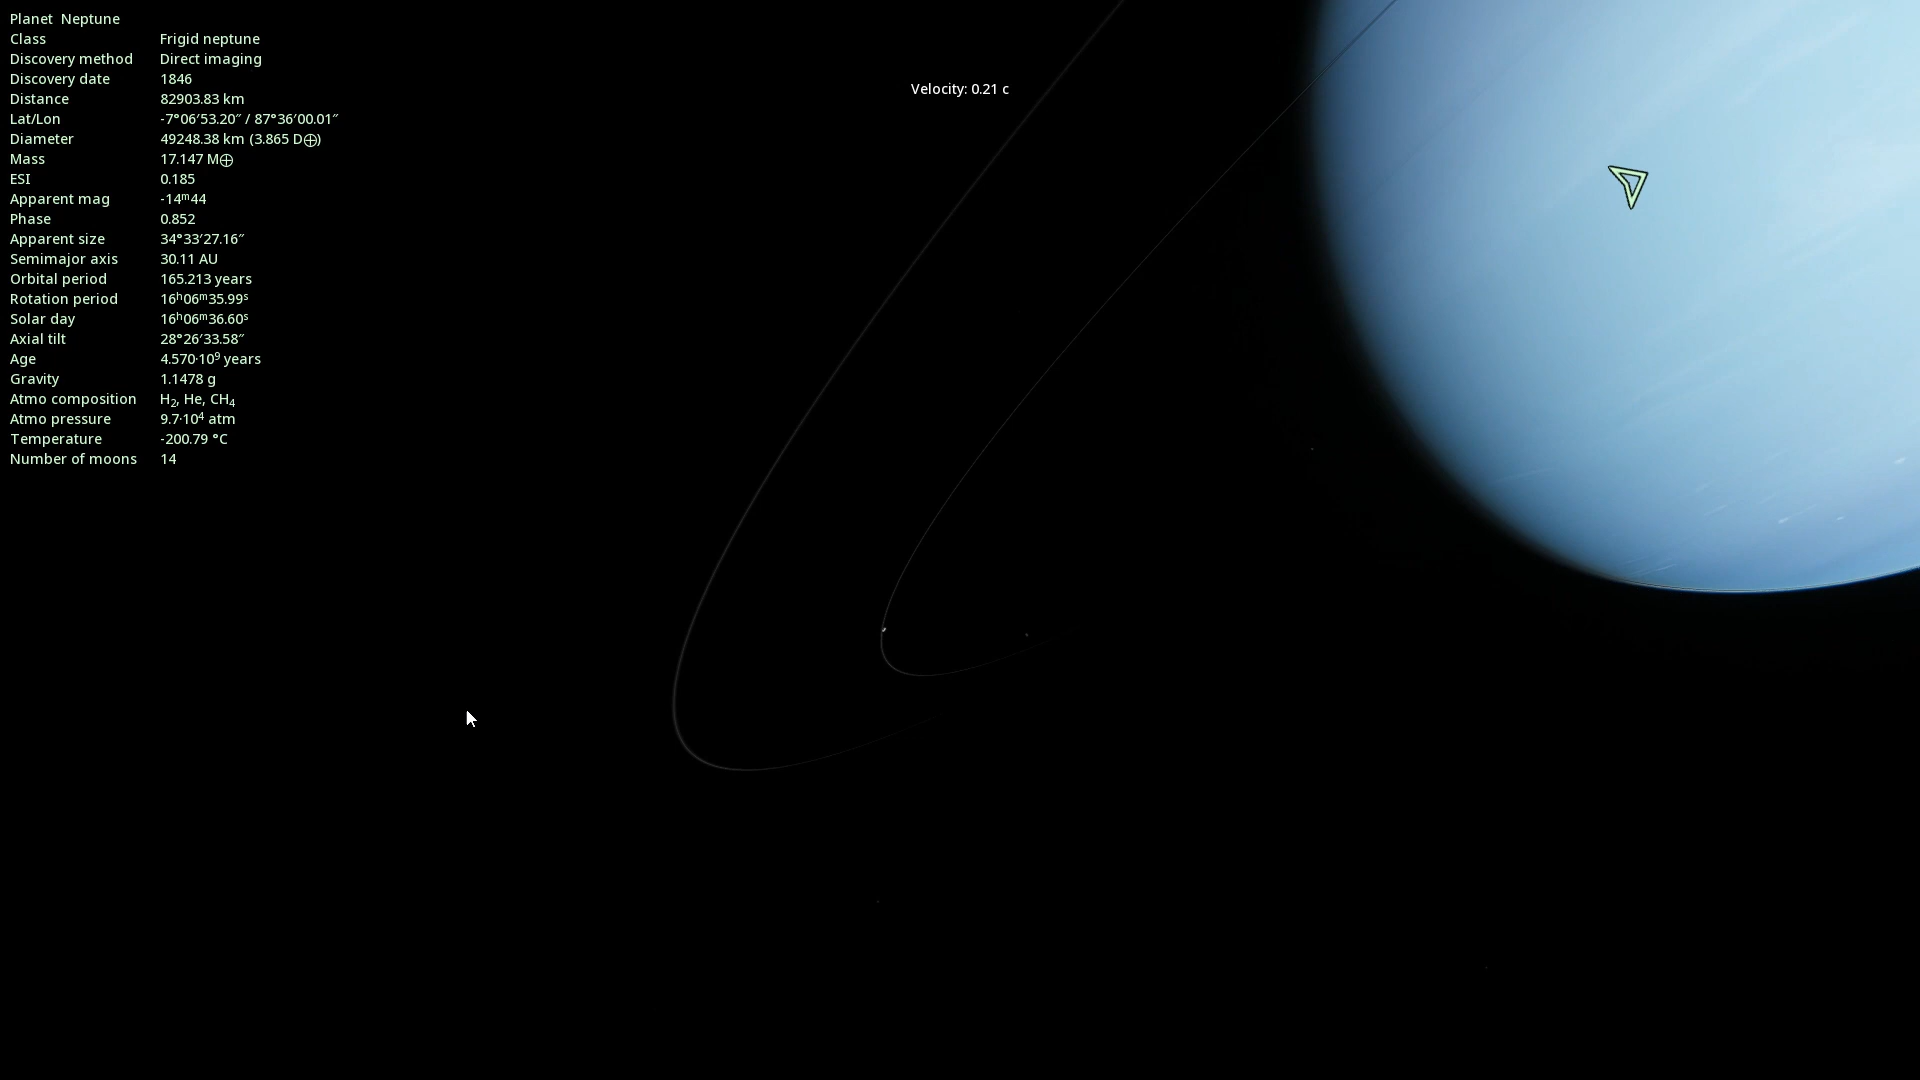 Planet Neptune
Class Frigid neptune
Discovery method Direct imaging
Discovery date 1846
Distance 82903.83 km
Lat/Lon -7°06′53.20″ / 87°36′00.01″
Diameter 49248.38 km (3.865 D⨁)
Mass 17.147 M⨁
ESI 0.185
Apparent mag -14ᵐ44
Phase 0.852
Apparent size 34°33′27.16″
Semimajor axis 30.11 AU
Orbital period 165.213 years
Rotation period 16ʰ06ᵐ35.99ˢ
Solar day 16ʰ06ᵐ36.60ˢ
Axial tilt 28°26′33.58″
Age 4.570·10⁹ years
Gravity 1.1478 g
Atmo composition H₂, He, CH₄
Atmo pressure 9.7·10⁴ atm
Temperature -200.79 °C
Number of moons 14
Velocity: 0.21 c